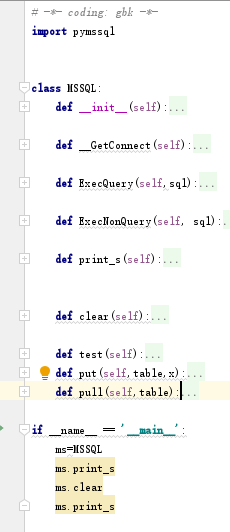 # -*- coding: gbk -*-
import pymssql
class MSSQL:
def __init__(self):...
def __GetConnect(self):...
def ExecQuery(self,sql):...
def ExecNonQuery(self, sql):...
def print_s(self):...
def clear(self):...
def test(self):...
def put(self,table,x):...
def pull(self,table):...
if __name__ == '__main__':
ms=MSSQL
ms.print_s
ms.clear
ms.print_s